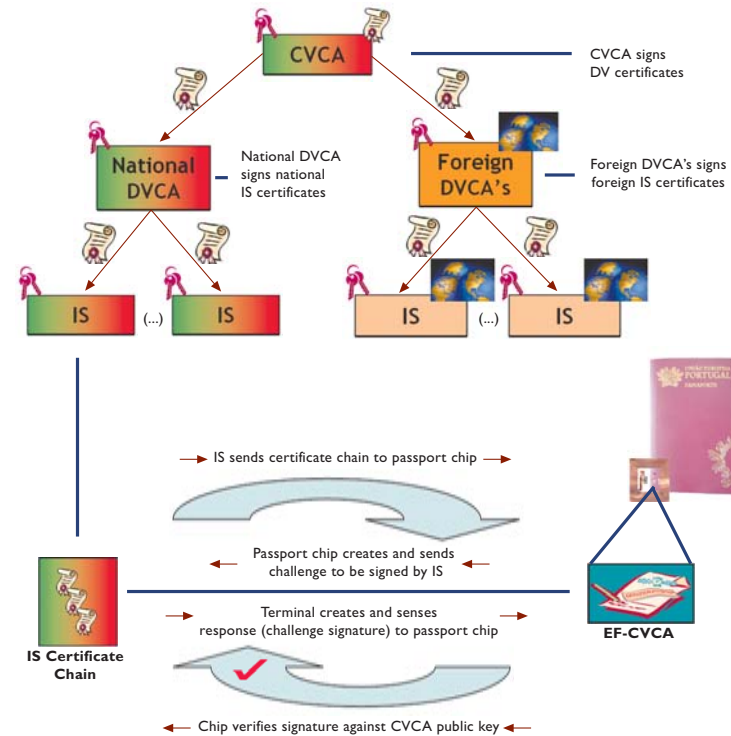 CVCA
CVCA signs
DV certificates
National
DVCA
National DVCA
signs national
IS certificates
Foreign
DVCA's
Foreign DVCA's signs
foreign IS certificates
IS
(...)
IS
IS
(...)
IS
PORTUGAL
PASSAPORTE
IS sends certificate chain to passport chip
Passport chip creates and sends
challenge to be signed by IS
Terminal creates and senses
response (challenge signature) to passport chip
IS Certificate
Chain
EF-CVCA
Chip verifies signature against CVCA public key